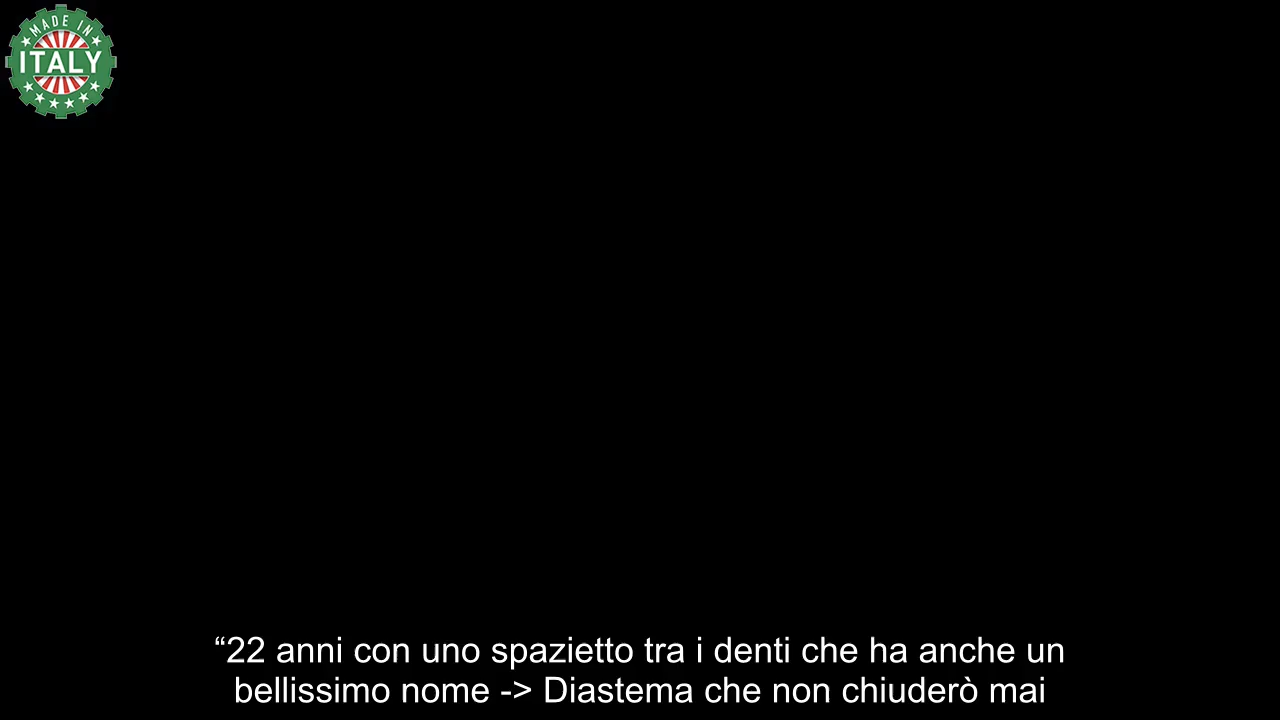 MADE IN
ITALY
“22 anni con uno spazietto tra i denti che ha anche un
bellissimo nome -> Diastema che non chiuderò mai